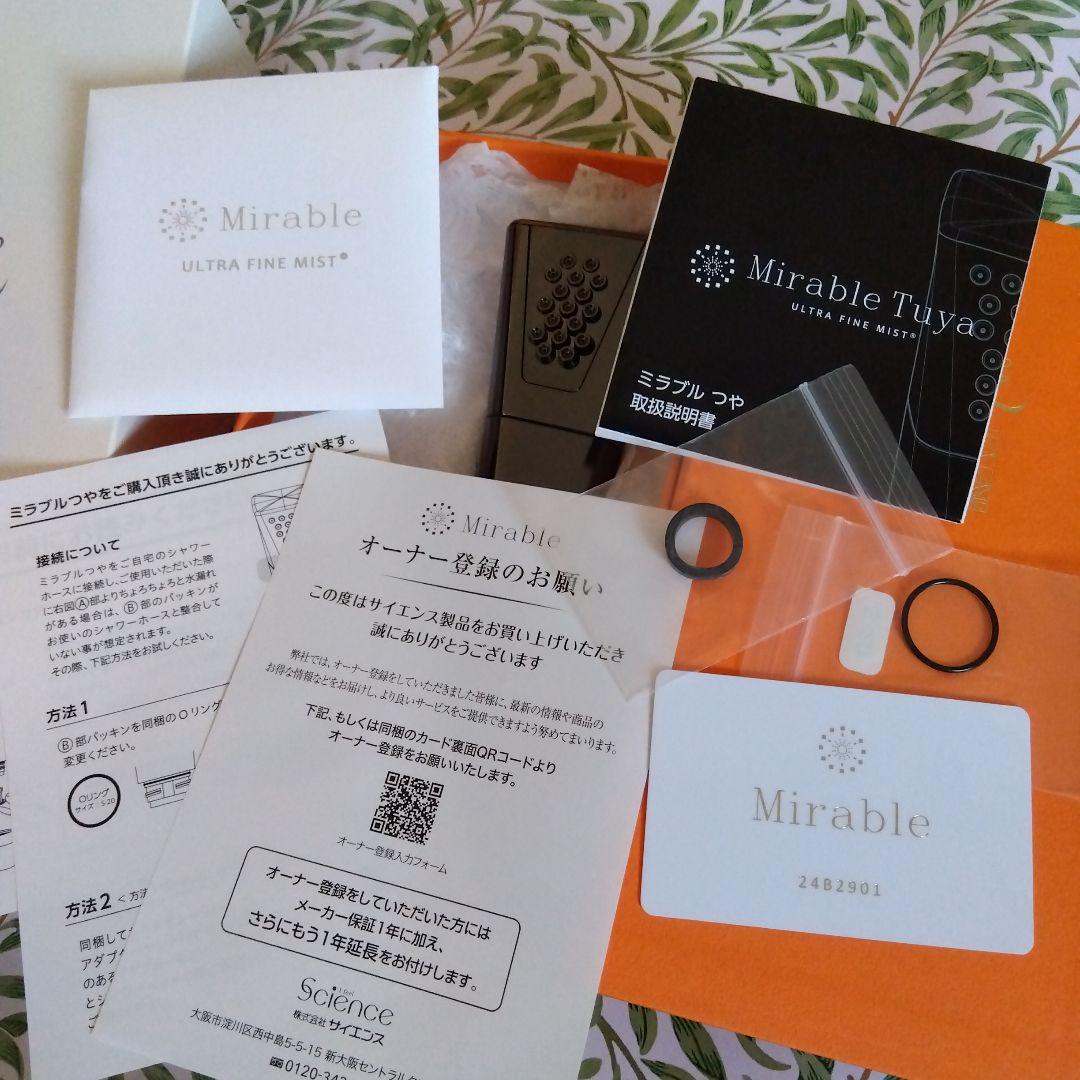 Mirable
ULTRA FINE MIST®
Mirable Tuya
ULTRA FINE MIST®
ミラブル つや
取扱説明書
ミラブルつやをご購入頂き誠にありがとうございます。
接続について
ミラブルつやをご自宅のシャワー
ホースに接続し、ご使用いただいた際
に右図Ⓐ部よりちょろちょろと水漏れ
がある場合は、Ⓑ部のパッキンが
お使いのシャワーホースと整合して
いない事が想定されます。
その際、下記方法をお試しください。
方法1
Ⓑ部パッキンを同梱のOリング
変更ください。
Oリング
サイズ:S-20
方法2
同梱して
アダプ
のある
とシ
Mirable
オーナー登録のお願い
この度はサイエンス製品をお買い上げいただき
誠にありがとうございます
弊社では、オーナー登録をしていただきました皆様に、最新の情報や商品の
お得な情報などをお届けし、より良いサービスをご提供できますよう努めてまいります。
下記、もしくは同梱のカード裏面QRコードより
オーナー登録をお願いいたします。
オーナー登録入力フォーム
オーナー登録をしていただいた方には
メーカー保証1年に加え、
さらにもう1年延長をお付けします。
I feel
Science
株式会社 サイエンス
大阪市淀川区西中島5-5-15 新大阪セントラルタ
0120-342
Mirable
24B2901